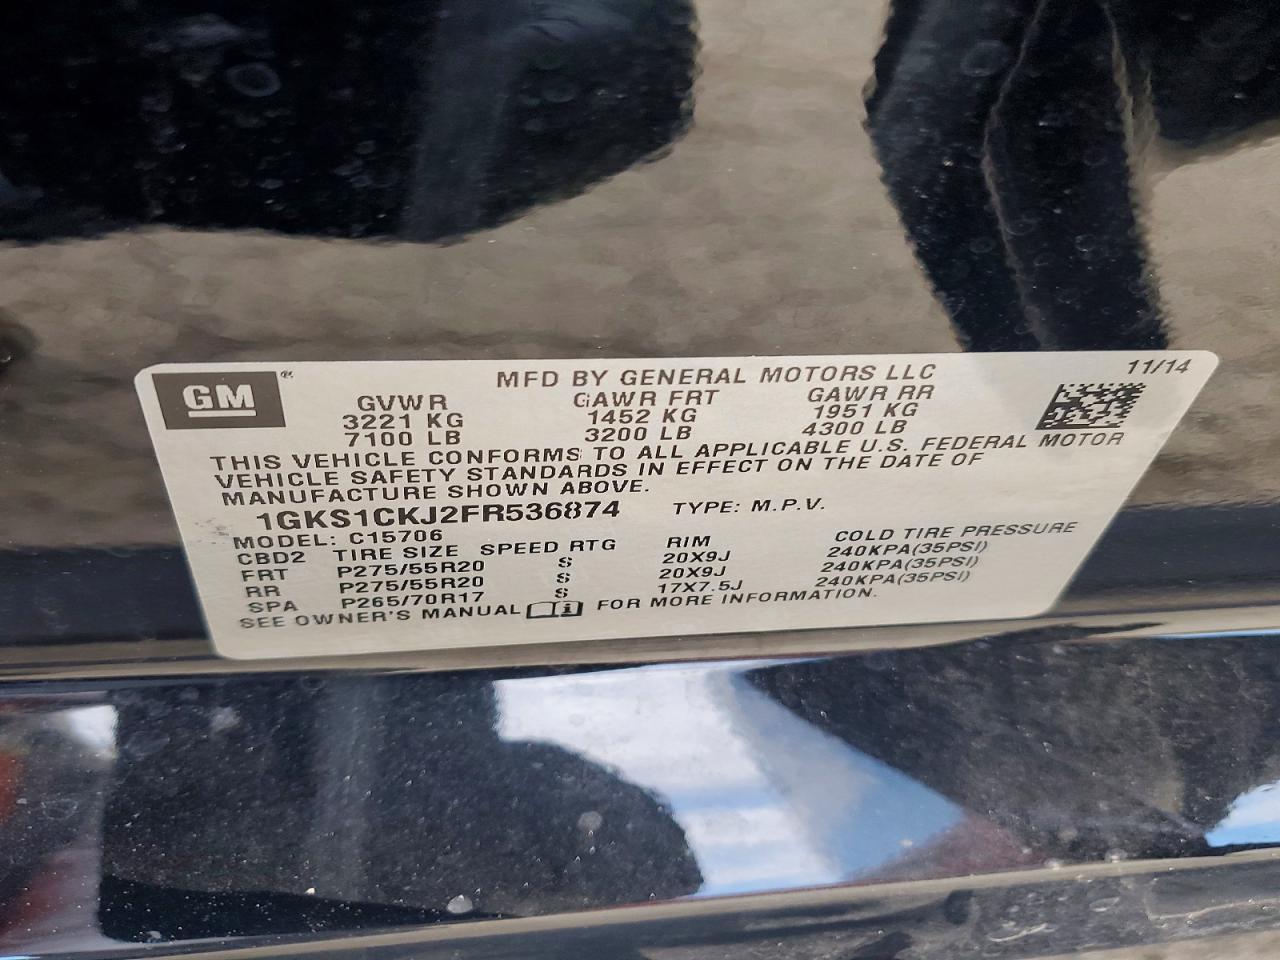 GM® MFD BY GENERAL MOTORS LLC 11/14
GVWR GAWR FRT GAWR RR
3221 KG 1452 KG 1951 KG
7100 LB 3200 LB 4300 LB
THIS VEHICLE CONFORMS TO ALL APPLICABLE U.S. FEDERAL MOTOR
VEHICLE SAFETY STANDARDS IN EFFECT ON THE DATE OF
MANUFACTURE SHOWN ABOVE.
1GKS1CKJ2FR536874 TYPE: M.P.V.
MODEL: C15706
CBD2 TIRE SIZE SPEED RTG RIM COLD TIRE PRESSURE
FRT P275/55R20 S 20X9J 240KPA(35PSI)
RR P275/55R20 S 20X9J 240KPA(35PSI)
SPA P265/70R17 S 17X7.5J 240KPA(35PSI)
SEE OWNER'S MANUAL i FOR MORE INFORMATION.